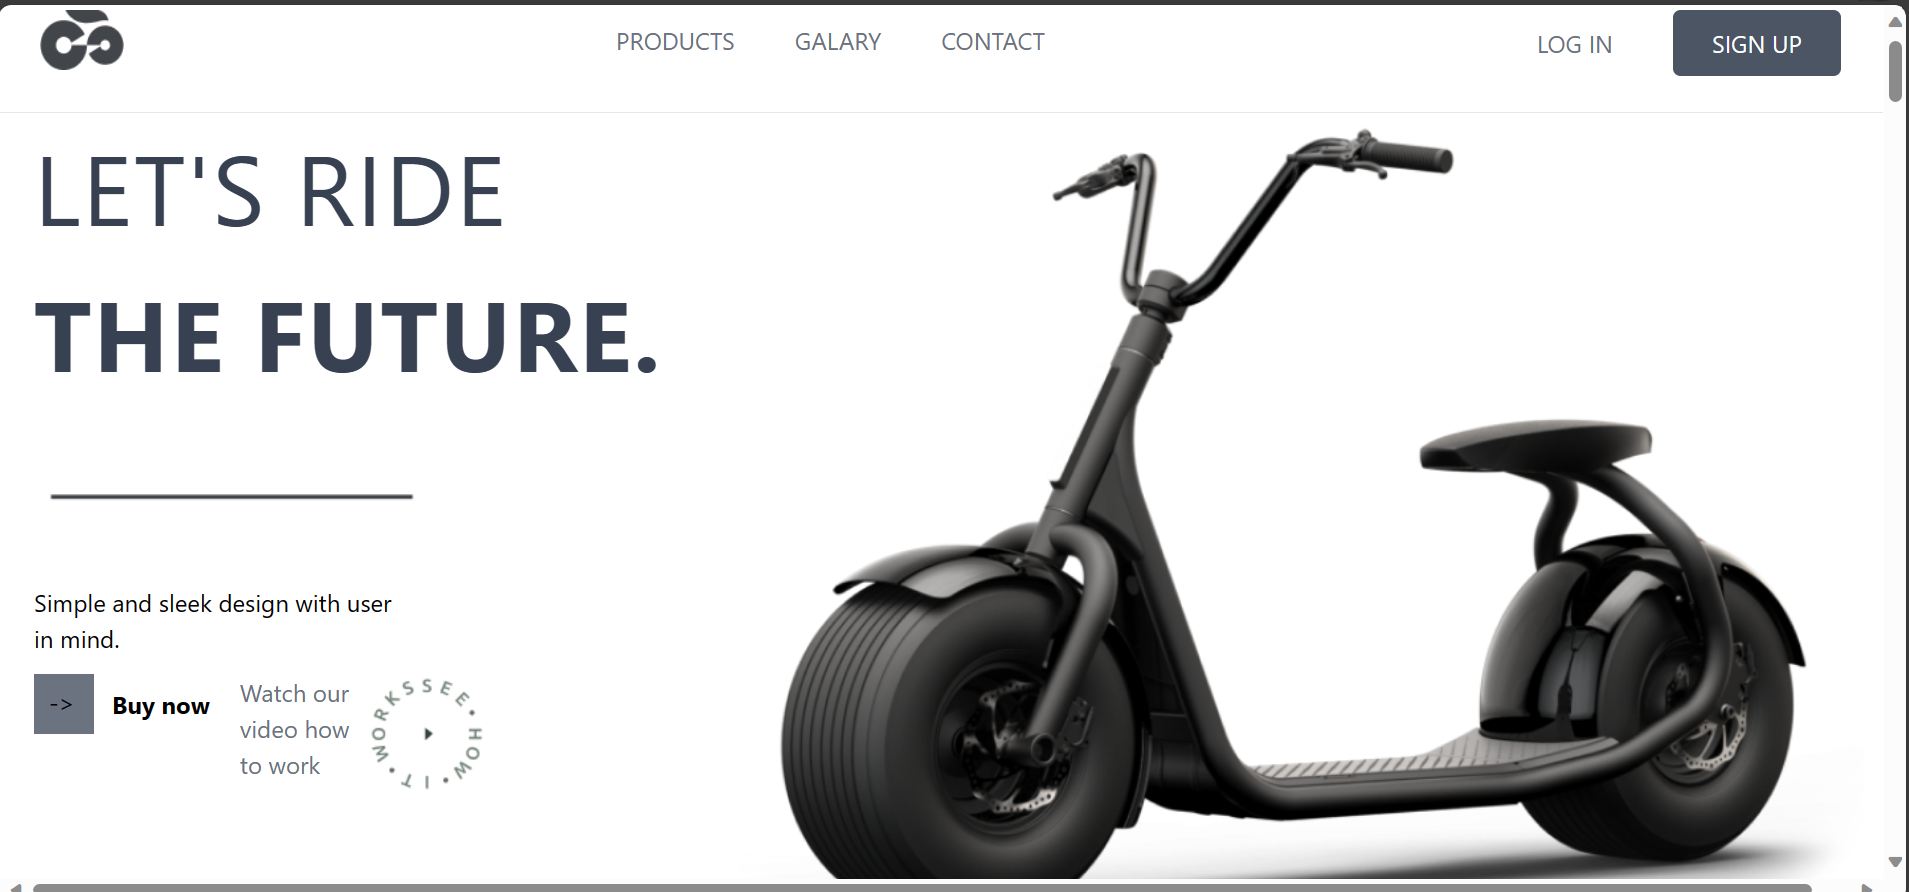 PRODUCTS GALARY CONTACT LOG IN SIGN UP
LET'S RIDE
THE FUTURE.
Simple and sleek design with user
in mind.
-> Buy now
Watch our
video how
to work
SEE • HOW • IT • WORKS